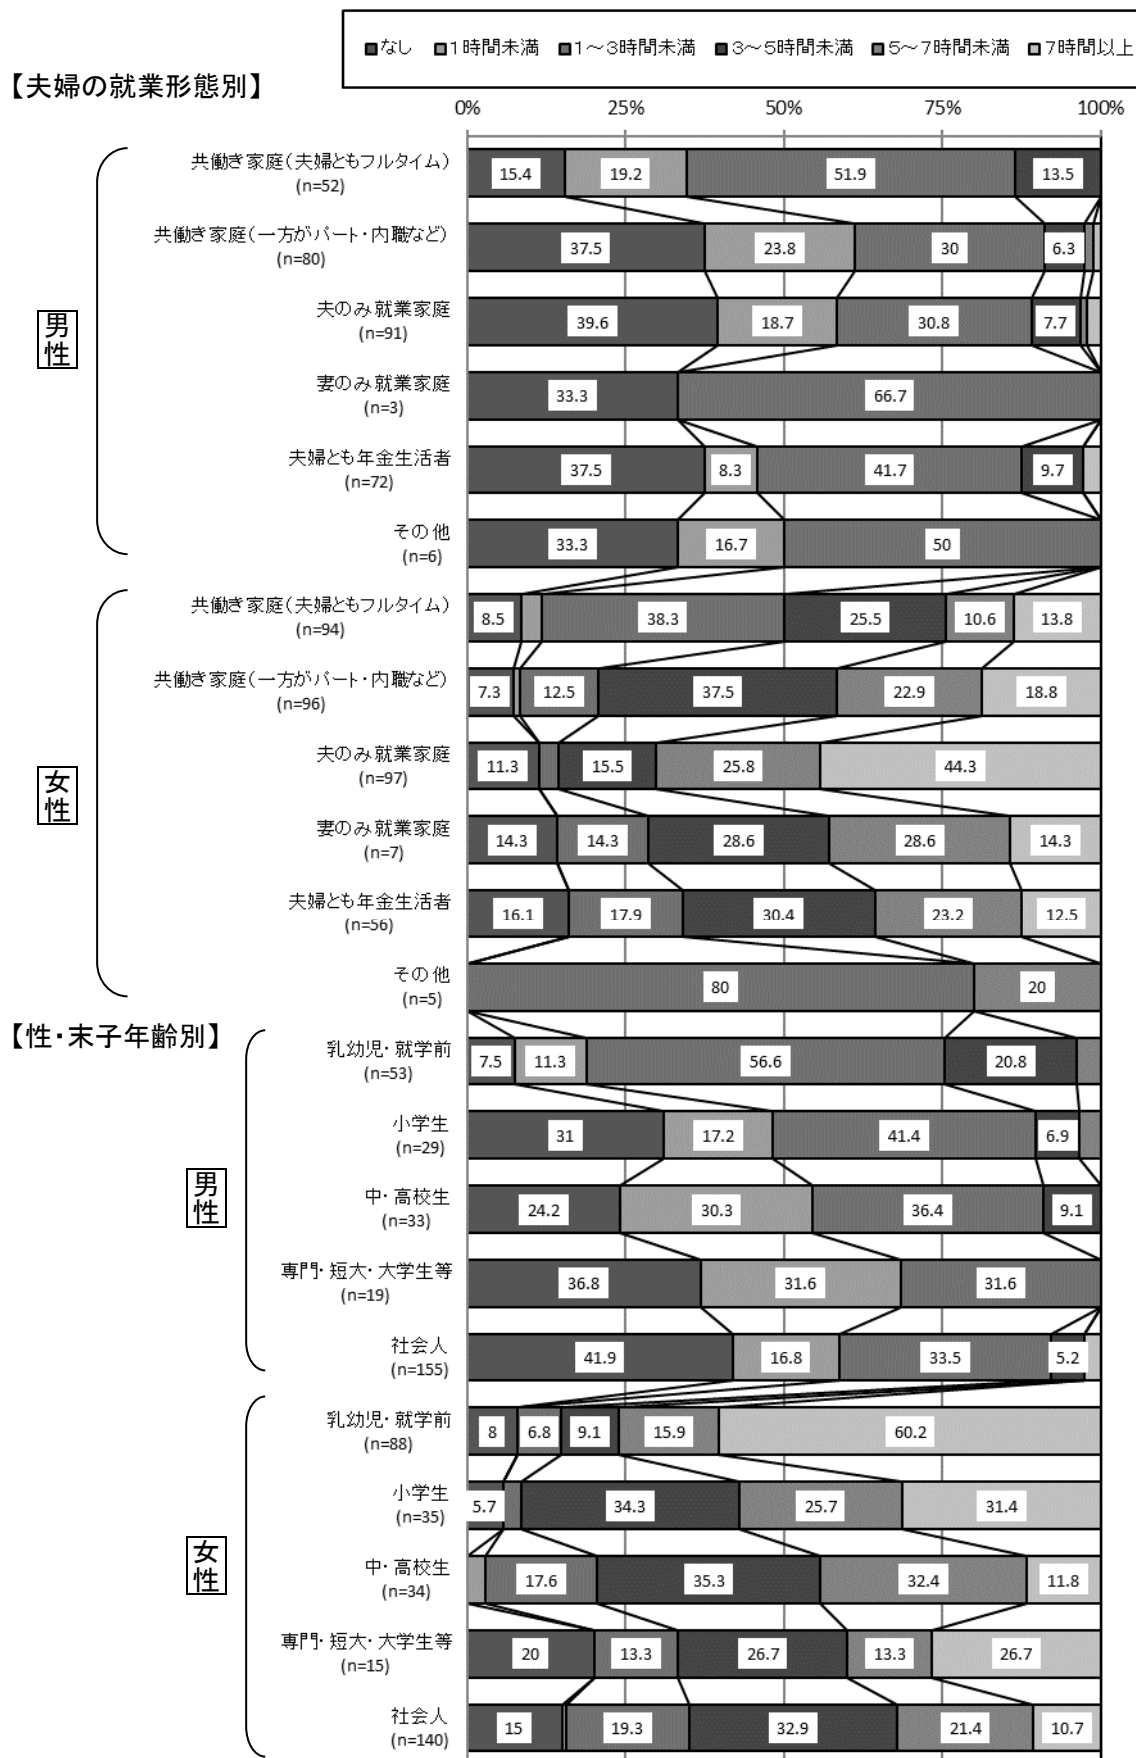 ■なし ■1時間未満 ■1～3時間未満 ■3～5時間未満 ■5～7時間未満 ■7時間以上
【夫婦の就業形態別】
0% 25% 50% 75% 100%
男性
共働き家庭(夫婦ともフルタイム)
(n=52)
15.4 19.2 51.9 13.5
共働き家庭(一方がパート・内職など)
(n=80)
37.5 23.8 30 6.3
夫のみ就業家庭
(n=91)
39.6 18.7 30.8 7.7
妻のみ就業家庭
(n=3)
33.3 66.7
夫婦とも年金生活者
(n=72)
37.5 8.3 41.7 9.7
その他
(n=6)
33.3 16.7 50
女性
共働き家庭(夫婦ともフルタイム)
(n=94)
8.5 38.3 25.5 10.6 13.8
共働き家庭(一方がパート・内職など)
(n=96)
7.3 12.5 37.5 22.9 18.8
夫のみ就業家庭
(n=97)
11.3 15.5 25.8 44.3
妻のみ就業家庭
(n=7)
14.3 14.3 28.6 28.6 14.3
夫婦とも年金生活者
(n=56)
16.1 17.9 30.4 23.2 12.5
その他
(n=5)
80 20
【性・末子年齢別】
男性
乳幼児・就学前
(n=53)
7.5 11.3 56.6 20.8
小学生
(n=29)
31 17.2 41.4 6.9
中・高校生
(n=33)
24.2 30.3 36.4 9.1
専門・短大・大学生等
(n=19)
36.8 31.6 31.6
社会人
(n=155)
41.9 16.8 33.5 5.2
女性
乳幼児・就学前
(n=88)
8 6.8 9.1 15.9 60.2
小学生
(n=35)
5.7 34.3 25.7 31.4
中・高校生
(n=34)
17.6 35.3 32.4 11.8
専門・短大・大学生等
(n=15)
20 13.3 26.7 13.3 26.7
社会人
(n=140)
15 19.3 32.9 21.4 10.7